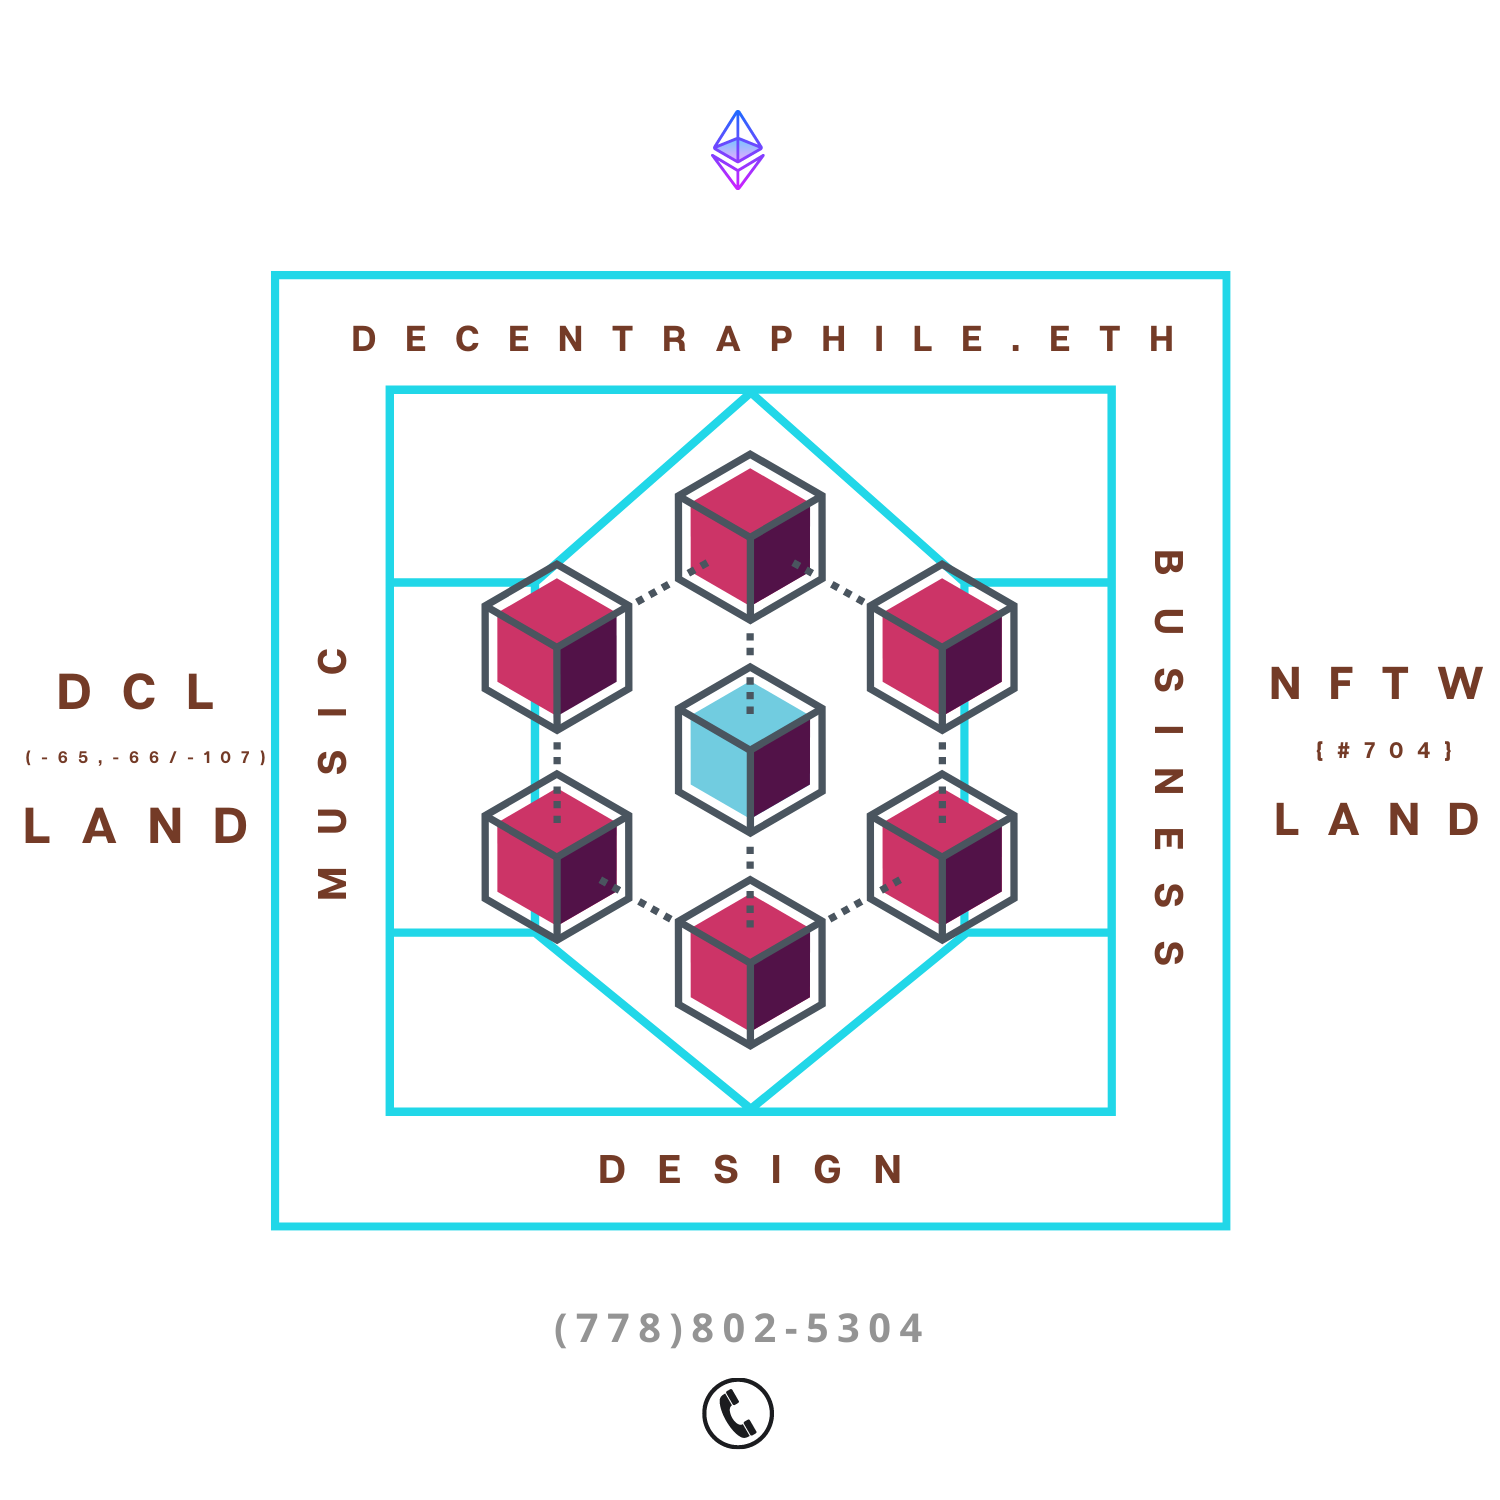 DECENTRAPHILE.ETH
MUSIC
BUSINESS
DCL
(-65,-66/-107)
LAND
NFTW
{#704}
LAND
DESIGN
(778)802-5304